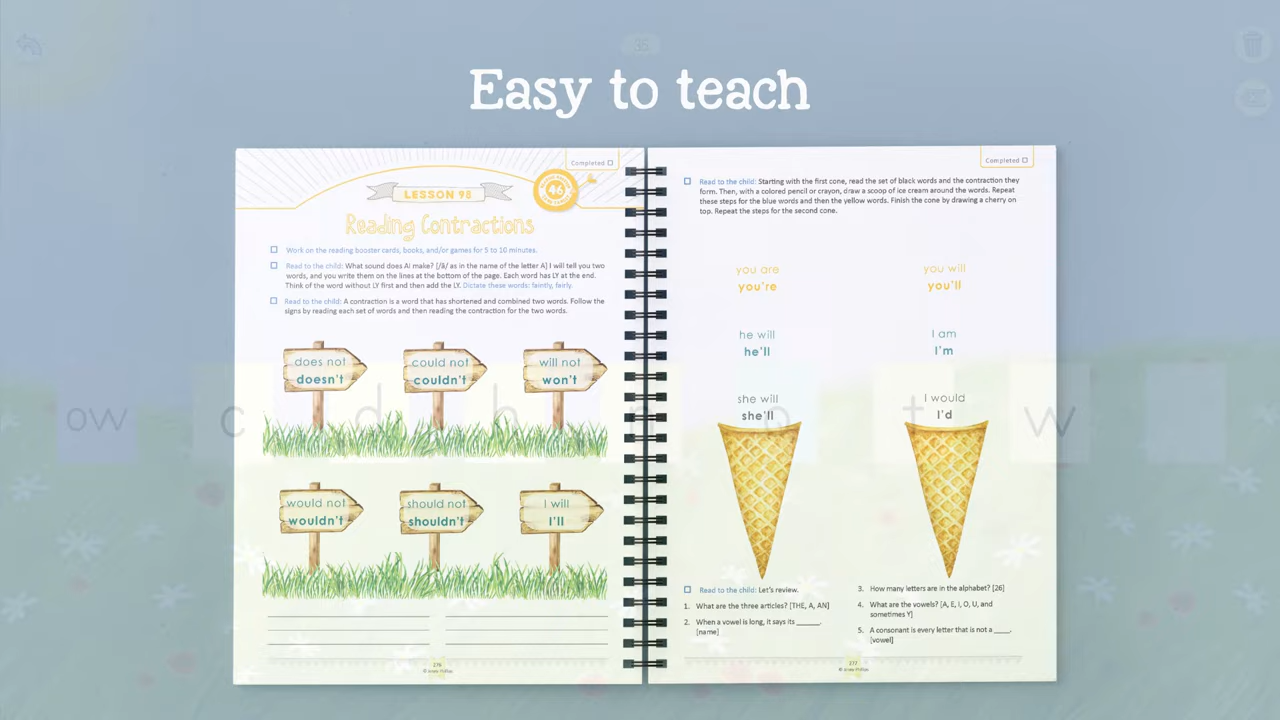 35
Easy to teach
Completed
LESSON 98
46
Reading Contractions
Work on the reading booster cards, books, and/or games for 5 to 10 minutes.
Read to the child: What sound does AI make? [/ā/ as in the name of the letter A] I will tell you two
words, and you write them on the lines at the bottom of the page. Each word has LY at the end.
Think of the word without LY first and then add the LY. Dictate these words: faintly, fairly.
Read to the child: A contraction is a word that has shortened and combined two words. Follow the
signs by reading each set of words and then reading the contraction for the two words.
does not
doesn't
could not
couldn't
will not
won't
would not
wouldn't
should not
shouldn't
I will
I'll
276
Completed
Read to the child: Starting with the first cone, read the set of black words and the contraction they
form. Then, with a colored pencil or crayon, draw a scoop of ice cream around the words. Repeat
these steps for the blue words and then the yellow words. Finish the cone by drawing a cherry on
top. Repeat the steps for the second cone.
you are
you're
you will
you'll
he will
he'll
I am
I'm
she will
she'll
I would
I'd
Read to the child: Let's review.
1. What are the three articles? [THE, A, AN]
2. When a vowel is long, it says its ______.
[name]
3. How many letters are in the alphabet? [26]
4. What are the vowels? [A, E, I, O, U, and
sometimes Y]
5. A consonant is every letter that is not a ____.
[vowel]
277
ow c h n t w